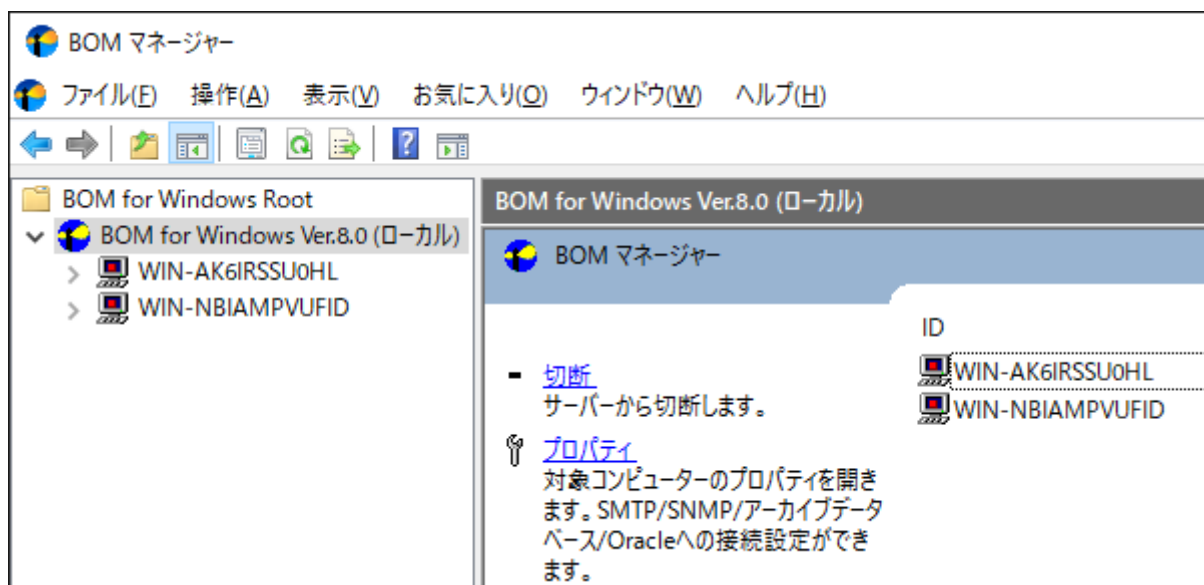 BOM マネージャー
ファイル(F) 操作(A) 表示(V) お気に入り(O) ウィンドウ(W) ヘルプ(H)
BOM for Windows Root
BOM for Windows Ver.8.0 (ローカル)
WIN-AK6IRSSU0HL
WIN-NBIAMPVUFID
BOM for Windows Ver.8.0 (ローカル)
BOM マネージャー
切断
サーバーから切断します。
プロパティ
対象コンピューターのプロパティを開き
ます。SMTP/SNMP/アーカイブデータ
ベース/Oracleへの接続設定ができ
ます。
ID
WIN-AK6IRSSU0HL
WIN-NBIAMPVUFID